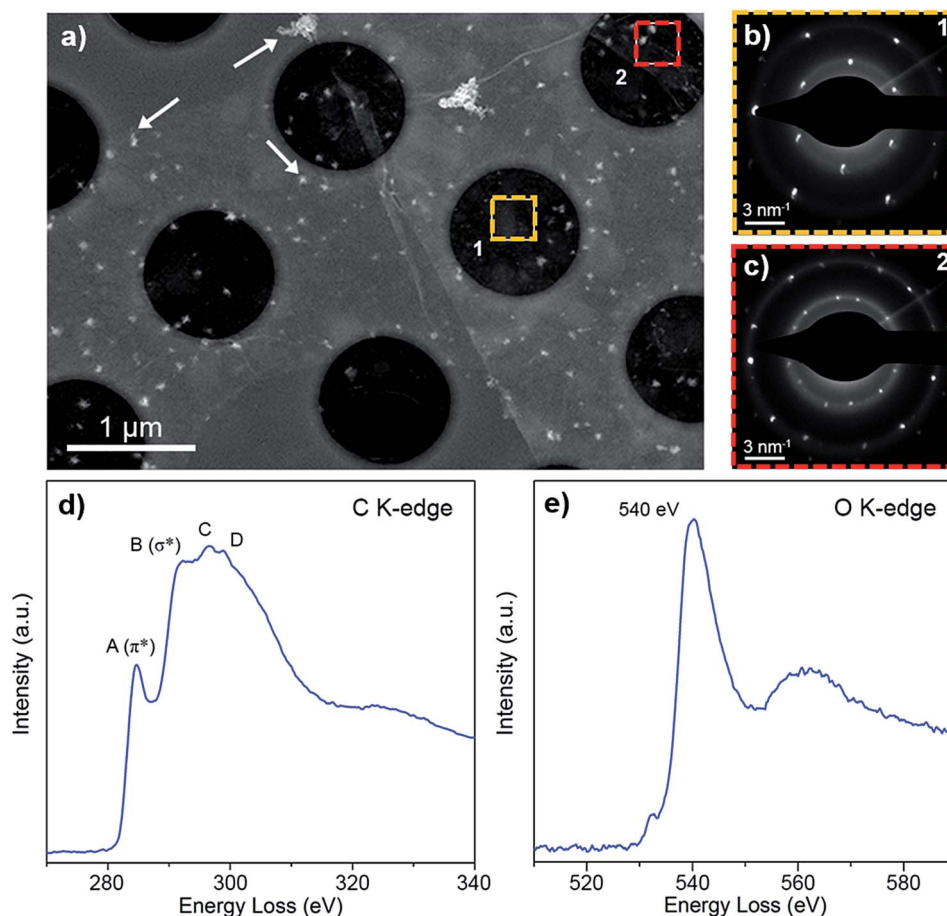 a)
2
1
1 µm
b)
1
3 nm⁻¹
c)
2
3 nm⁻¹
d)
C K-edge
B (σ*)
C
D
A (π*)
Intensity (a.u.)
280
300
320
340
Energy Loss (eV)
e)
540 eV
O K-edge
Intensity (a.u.)
520
540
560
580
Energy Loss (eV)